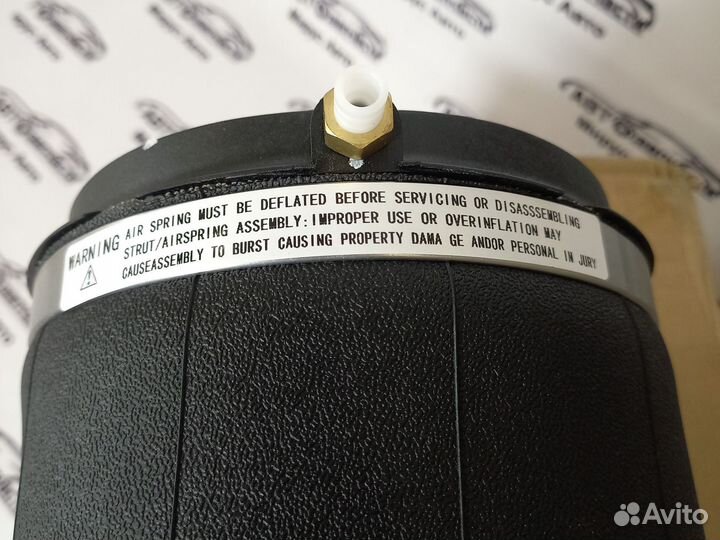 WARNING
AIR SPRING MUST BE DEFLATED BEFORE SERVICING OR DISASSSEMBLING
STRUT/AIRSPRING ASSEMBLY:IMPROPER USE OR OVERINFLATION MAY
CAUSEASSEMBLY TO BURST CAUSING PROPERTY DAMA GE ANDOR PERSONAL IN JURY
Avito